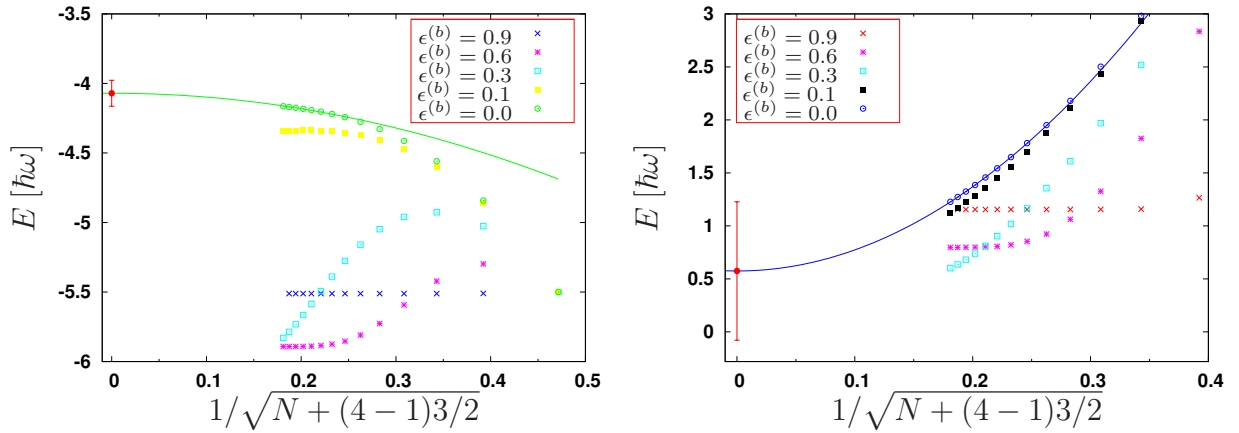 -3.5
-4
-4.5
-5
-5.5
-6
0
0.1
0.2
0.3
0.4
0.5
E [ħω]
1/√N + (4 − 1)3/2
ϵ(b) = 0.9
ϵ(b) = 0.6
ϵ(b) = 0.3
ϵ(b) = 0.1
ϵ(b) = 0.0
3
2.5
2
1.5
1
0.5
0
0
0.1
0.2
0.3
0.4
E [ħω]
1/√N + (4 − 1)3/2
ϵ(b) = 0.9
ϵ(b) = 0.6
ϵ(b) = 0.3
ϵ(b) = 0.1
ϵ(b) = 0.0